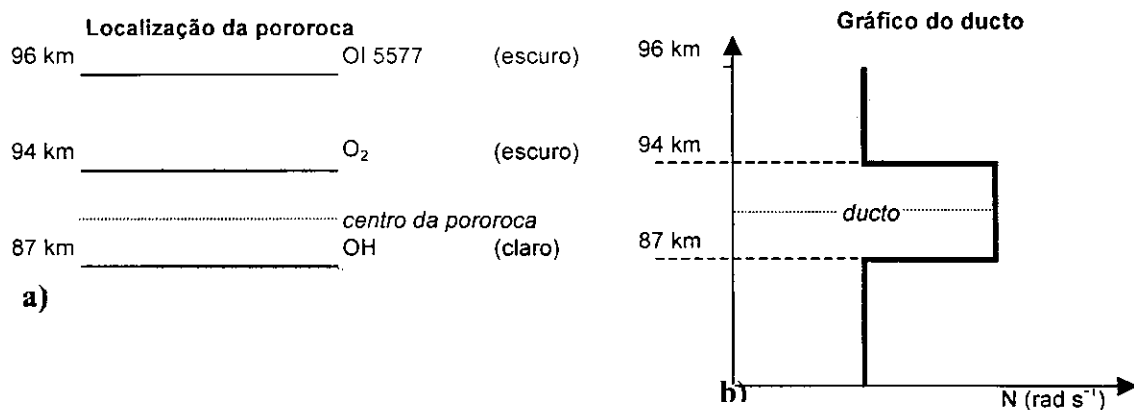 Localização da pororoca
96 km OI 5577 (escuro)
94 km O₂ (escuro)
centro da pororoca
87 km OH (claro)
a)
Gráfico do ducto
96 km
94 km
ducto
87 km
b)
N (rad s⁻¹)